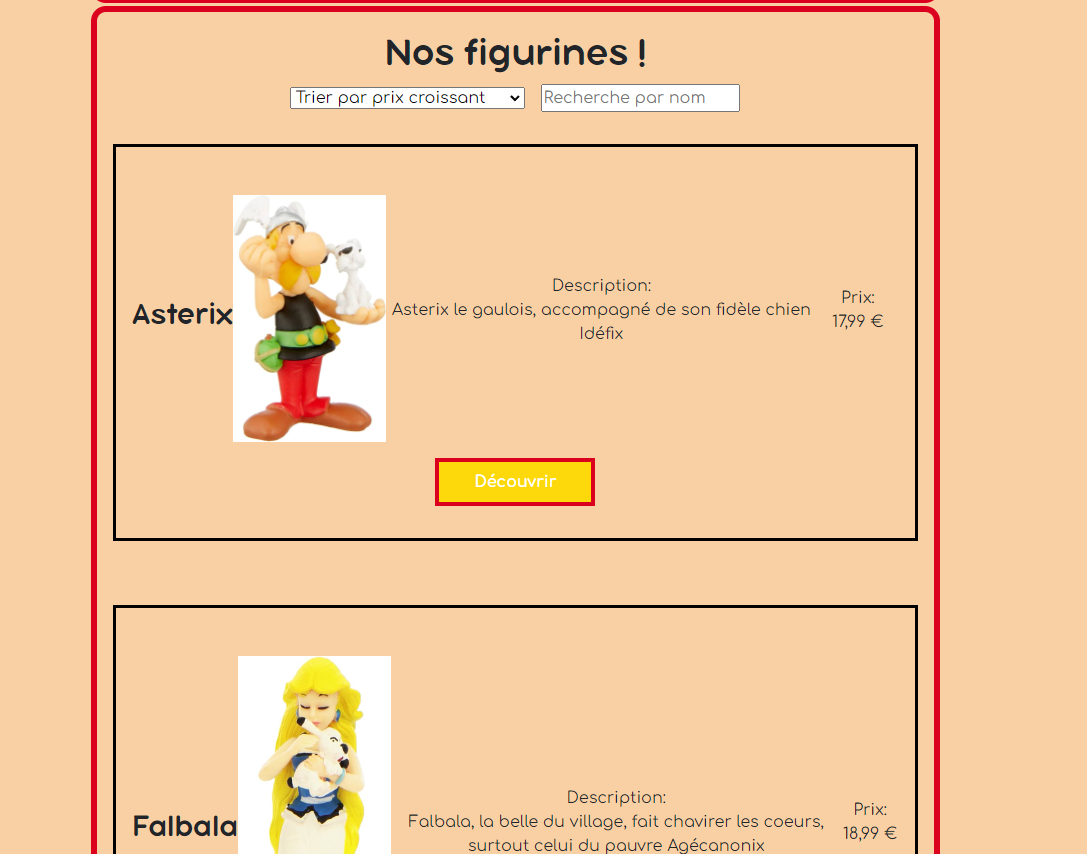 Nos figurines !
Trier par prix croissant
Recherche par nom
Asterix
Description:
Asterix le gaulois, accompagné de son fidèle chien
Idéfix
Prix:
17,99 €
Découvrir
Falbala
Description:
Falbala, la belle du village, fait chavirer les coeurs,
surtout celui du pauvre Agécanonix
Prix:
18,99 €